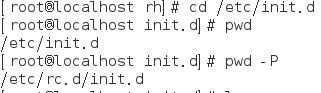 [root@localhost rh]# cd /etc/init.d
[root@localhost init.d]# pwd
/etc/init.d
[root@localhost init.d]# pwd -P
/etc/rc.d/init.d